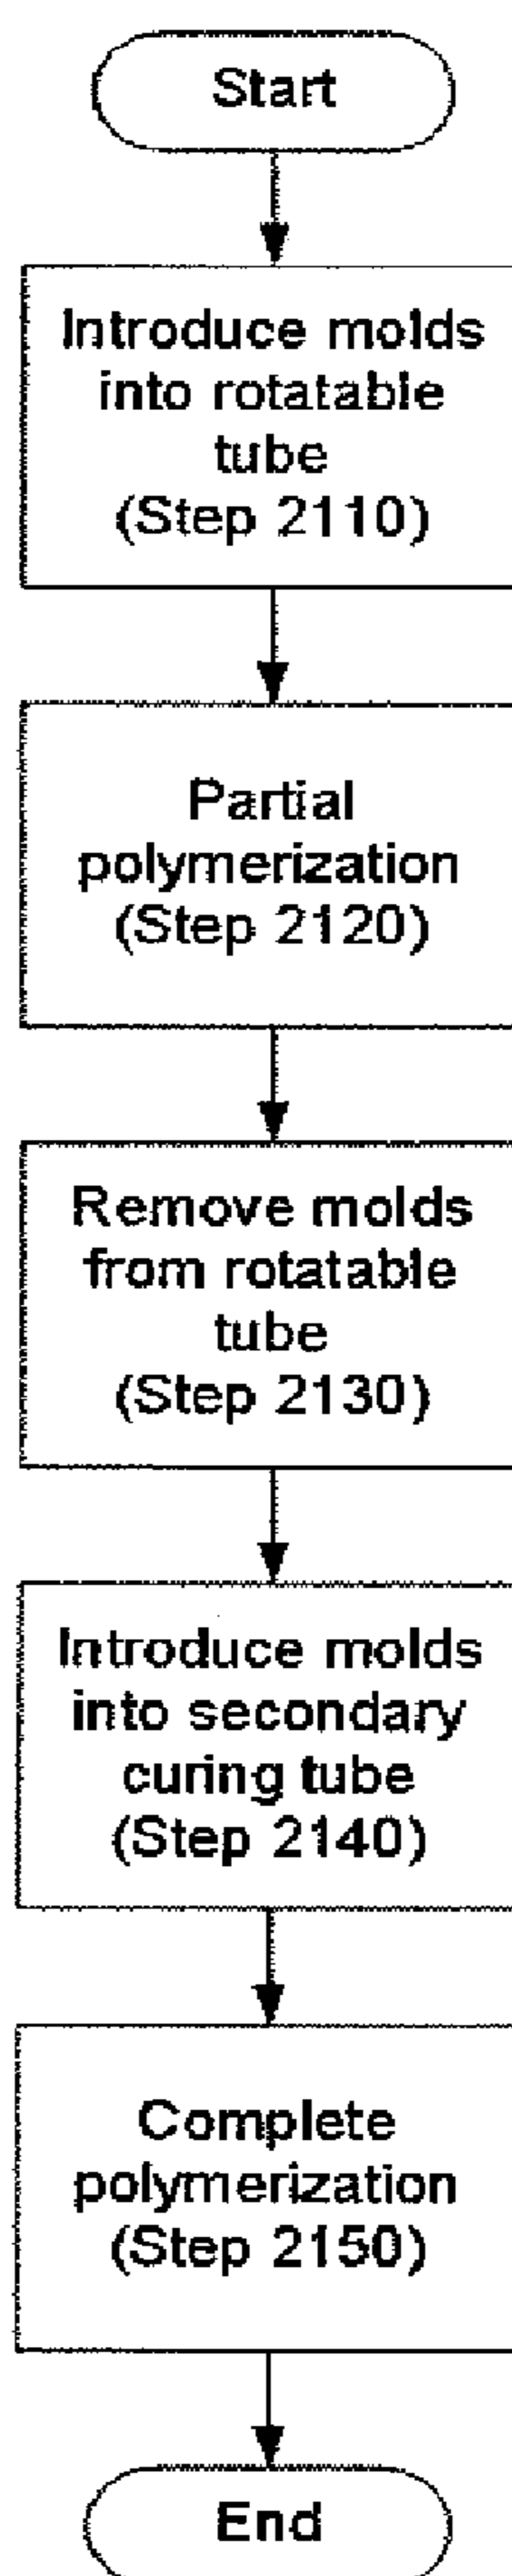 Start
Introduce molds
into rotatable
tube
(Step 2110)
Partial
polymerization
(Step 2120)
Remove molds
from rotatable
tube
(Step 2130)
Introduce molds
into secondary
curing tube
(Step 2140)
Complete
polymerization
(Step 2150)
End